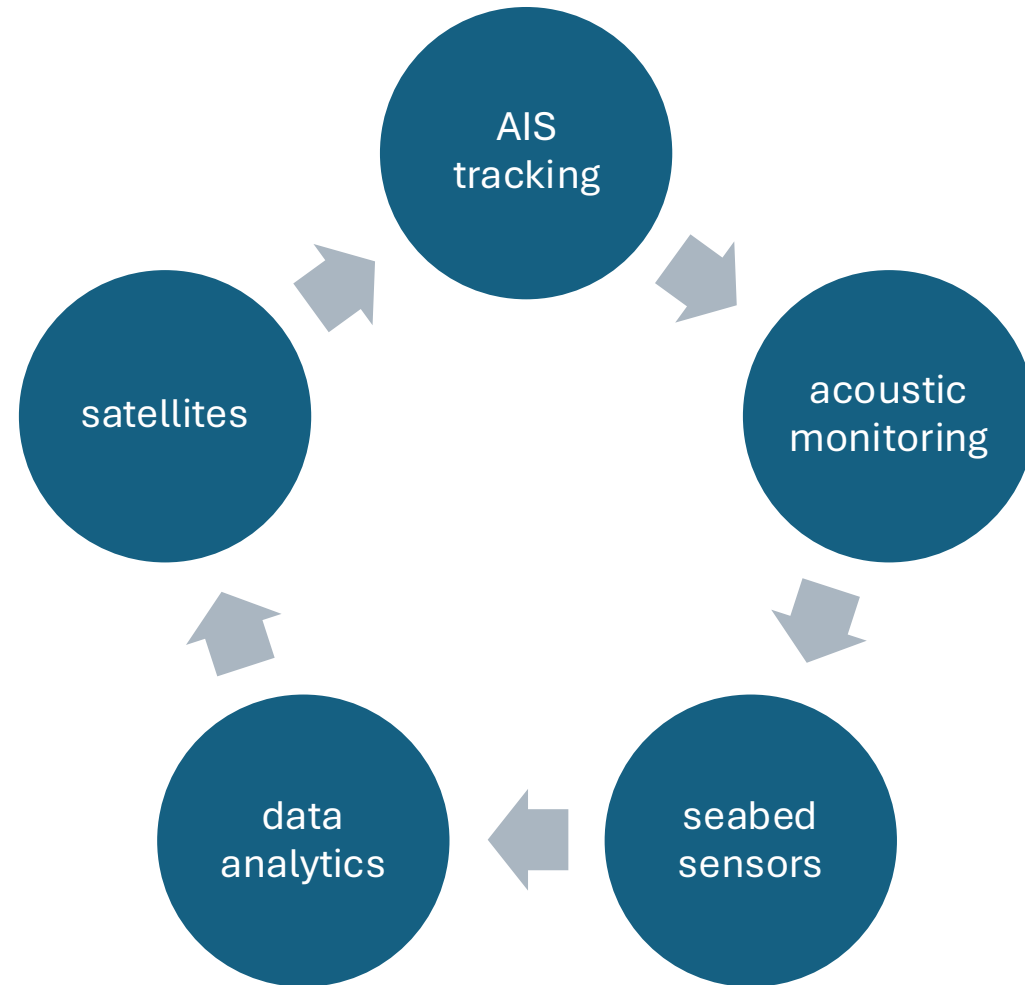 AIS
tracking
acoustic
monitoring
seabed
sensors
data
analytics
satellites